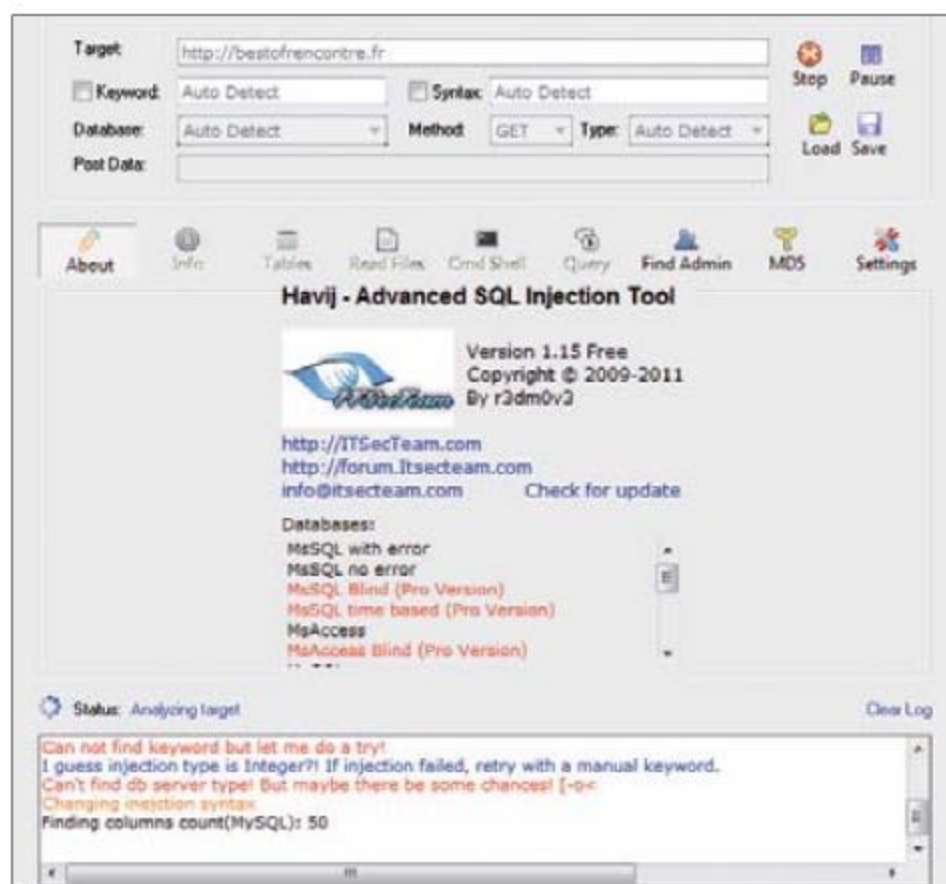 Target: http://bestofrencontre.fr
Stop Pause
Keyword: Auto Detect Syntax: Auto Detect
Database: Auto Detect Method: GET Type: Auto Detect
Load Save
Post Data:
About Info Tables Read Files Cmd Shell Query Find Admin MD5 Settings
Havij - Advanced SQL Injection Tool
ITSecTeam
Version 1.15 Free
Copyright © 2009-2011
By r3dm0v3
http://ITSecTeam.com
http://forum.Itsecteam.com
info@itsecteam.com Check for update
Databases:
MsSQL with error
MsSQL no error
MsSQL Blind (Pro Version)
MsSQL time based (Pro Version)
MsAccess
MsAccess Blind (Pro Version)
Status: Analyzing target Clear Log
Can not find keyword but let me do a try!
I guess injection type is Integer?! If injection failed, retry with a manual keyword.
Can't find db server type! But maybe there be some chances! [-o<
Changing inejction syntax
Finding columns count(MySQL): 50